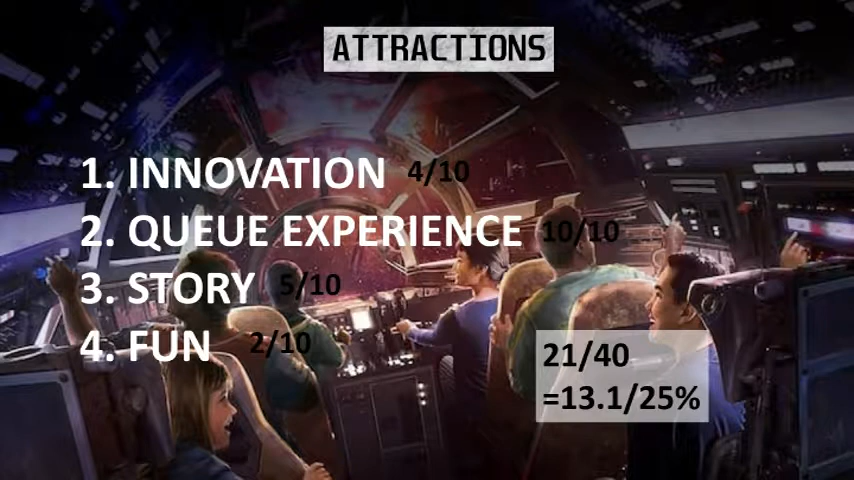 ATTRACTIONS
1. INNOVATION 4/10
2. QUEUE EXPERIENCE 10/10
3. STORY 5/10
4. FUN 2/10
21/40
=13.1/25%